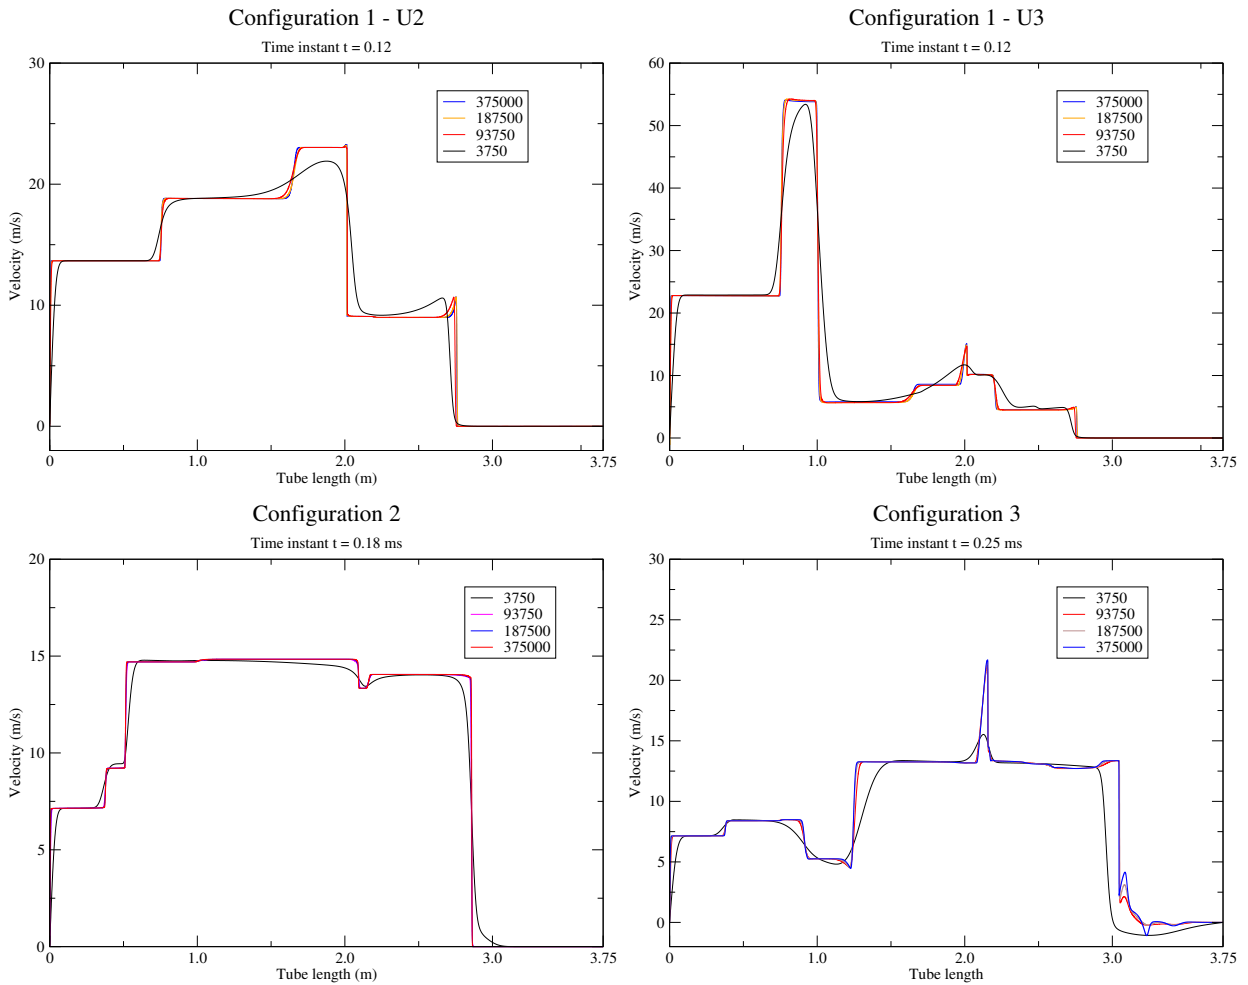 Configuration 1 - U2
Time instant t = 0.12
30
20
10
0
Velocity (m/s)
375000
187500
93750
3750
0 1.0 2.0 3.0 3.75
Tube length (m)
Configuration 1 - U3
Time instant t = 0.12
60
50
40
30
20
10
0
Velocity (m/s)
375000
187500
93750
3750
0 1.0 2.0 3.0 3.75
Tube length (m)
Configuration 2
Time instant t = 0.18 ms
20
15
10
5
0
Velocity (m/s)
3750
93750
187500
375000
0 1.0 2.0 3.0 3.75
Tube length (m)
Configuration 3
Time instant t = 0.25 ms
30
25
20
15
10
5
0
Velocity (m/s)
3750
93750
187500
375000
0 1.0 2.0 3.0 3.75
Tube length